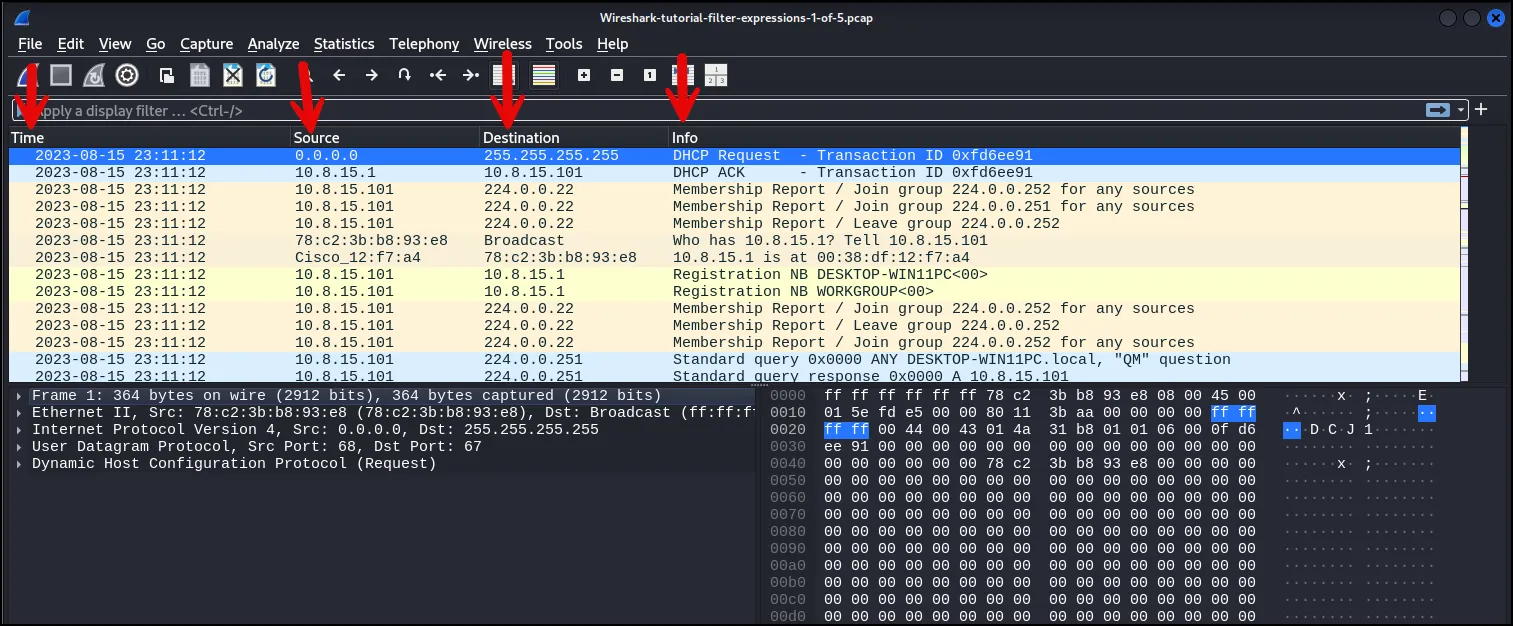 Wireshark-tutorial-filter-expressions-1-of-5.pcap
File Edit View Go Capture Analyze Statistics Telephony Wireless Tools Help
pply a display filter … <Ctrl-/>
Time Source Destination Info
2023-08-15 23:11:12 0.0.0.0 255.255.255.255 DHCP Request - Transaction ID 0xfd6ee91
2023-08-15 23:11:12 10.8.15.1 10.8.15.101 DHCP ACK - Transaction ID 0xfd6ee91
2023-08-15 23:11:12 10.8.15.101 224.0.0.22 Membership Report / Join group 224.0.0.252 for any sources
2023-08-15 23:11:12 10.8.15.101 224.0.0.22 Membership Report / Join group 224.0.0.251 for any sources
2023-08-15 23:11:12 10.8.15.101 224.0.0.22 Membership Report / Leave group 224.0.0.252
2023-08-15 23:11:12 78:c2:3b:b8:93:e8 Broadcast Who has 10.8.15.1? Tell 10.8.15.101
2023-08-15 23:11:12 Cisco_12:f7:a4 78:c2:3b:b8:93:e8 10.8.15.1 is at 00:38:df:12:f7:a4
2023-08-15 23:11:12 10.8.15.101 10.8.15.1 Registration NB DESKTOP-WIN11PC<00>
2023-08-15 23:11:12 10.8.15.101 10.8.15.1 Registration NB WORKGROUP<00>
2023-08-15 23:11:12 10.8.15.101 224.0.0.22 Membership Report / Join group 224.0.0.252 for any sources
2023-08-15 23:11:12 10.8.15.101 224.0.0.22 Membership Report / Leave group 224.0.0.252
2023-08-15 23:11:12 10.8.15.101 224.0.0.22 Membership Report / Join group 224.0.0.252 for any sources
2023-08-15 23:11:12 10.8.15.101 224.0.0.251 Standard query 0x0000 ANY DESKTOP-WIN11PC.local, "QM" question
2023-08-15 23:11:12 10.8.15.101 224.0.0.251 Standard query response 0x0000 A 10.8.15.101
Frame 1: 364 bytes on wire (2912 bits), 364 bytes captured (2912 bits)
Ethernet II, Src: 78:c2:3b:b8:93:e8 (78:c2:3b:b8:93:e8), Dst: Broadcast (ff:ff:f
Internet Protocol Version 4, Src: 0.0.0.0, Dst: 255.255.255.255
User Datagram Protocol, Src Port: 68, Dst Port: 67
Dynamic Host Configuration Protocol (Request)
0000 ff ff ff ff ff ff 78 c2 3b b8 93 e8 08 00 45 00 ······x· ;·····E·
0010 01 5e fd e5 00 00 80 11 3b aa 00 00 00 00 ff ff ·^······ ;·······
0020 ff ff 00 44 00 43 01 4a 31 b8 01 01 06 00 0f d6 ···D·C·J 1·······
0030 ee 91 00 00 00 00 00 00 00 00 00 00 00 00 00 00 ········ ········
0040 00 00 00 00 00 00 78 c2 3b b8 93 e8 00 00 00 00 ······x· ;·······
0050 00 00 00 00 00 00 00 00 00 00 00 00 00 00 00 00 ········ ········
0060 00 00 00 00 00 00 00 00 00 00 00 00 00 00 00 00 ········ ········
0070 00 00 00 00 00 00 00 00 00 00 00 00 00 00 00 00 ········ ········
0080 00 00 00 00 00 00 00 00 00 00 00 00 00 00 00 00 ········ ········
0090 00 00 00 00 00 00 00 00 00 00 00 00 00 00 00 00 ········ ········
00a0 00 00 00 00 00 00 00 00 00 00 00 00 00 00 00 00 ········ ········
00b0 00 00 00 00 00 00 00 00 00 00 00 00 00 00 00 00 ········ ········
00c0 00 00 00 00 00 00 00 00 00 00 00 00 00 00 00 00 ········ ········
00d0 00 00 00 00 00 00 00 00 00 00 00 00 00 00 00 00 ········ ········